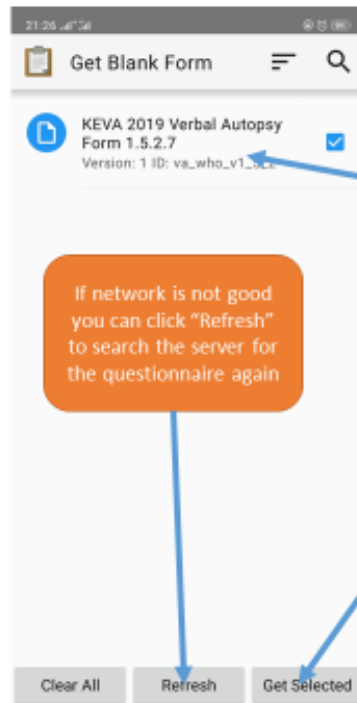 21:26
Get Blank Form
KEVA 2019 Verbal Autopsy
Form 1.5.2.7
Version: 1 ID: va_who_v1_5_2
If network is not good
you can click “Refresh”
to search the server for
the questionnaire again
Clear All Refresh Get Selected